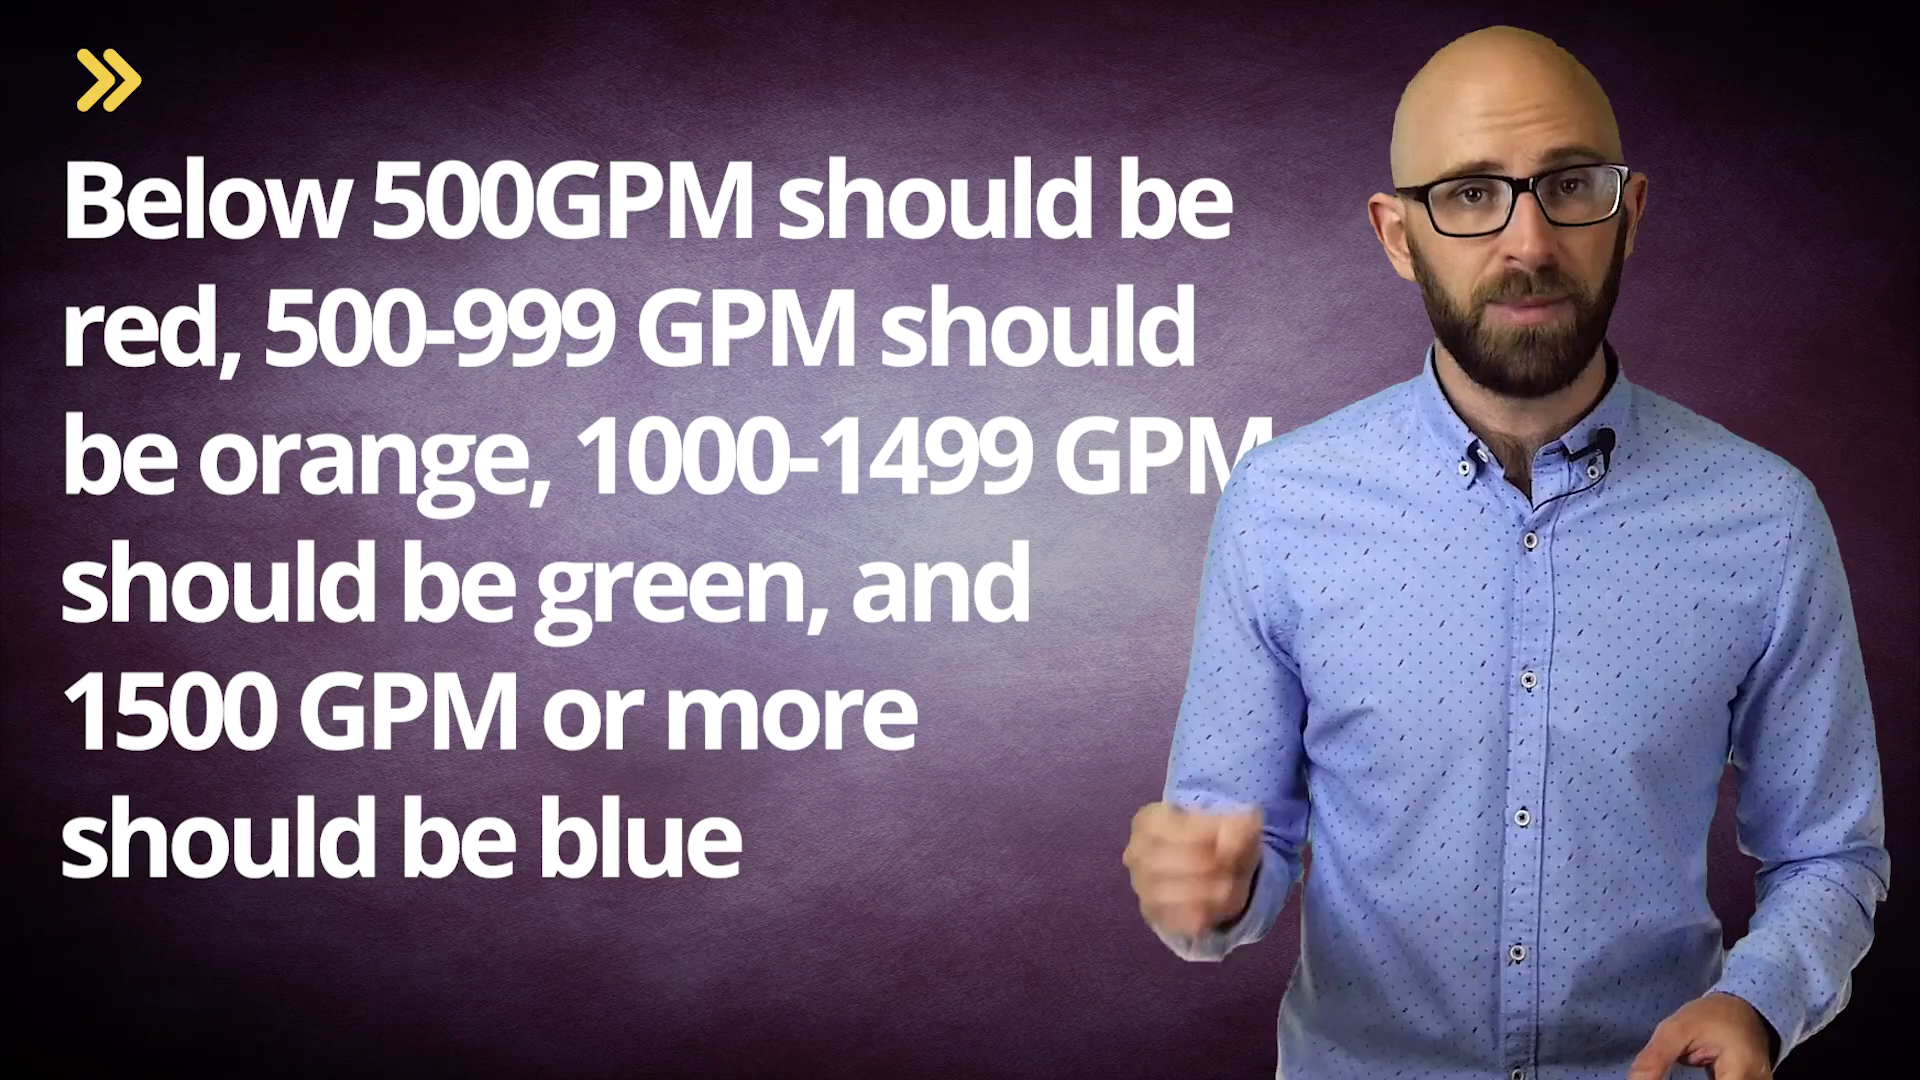 Below 500GPM should be
red, 500-999 GPM should
be orange, 1000-1499 GPM
should be green, and
1500 GPM or more
should be blue